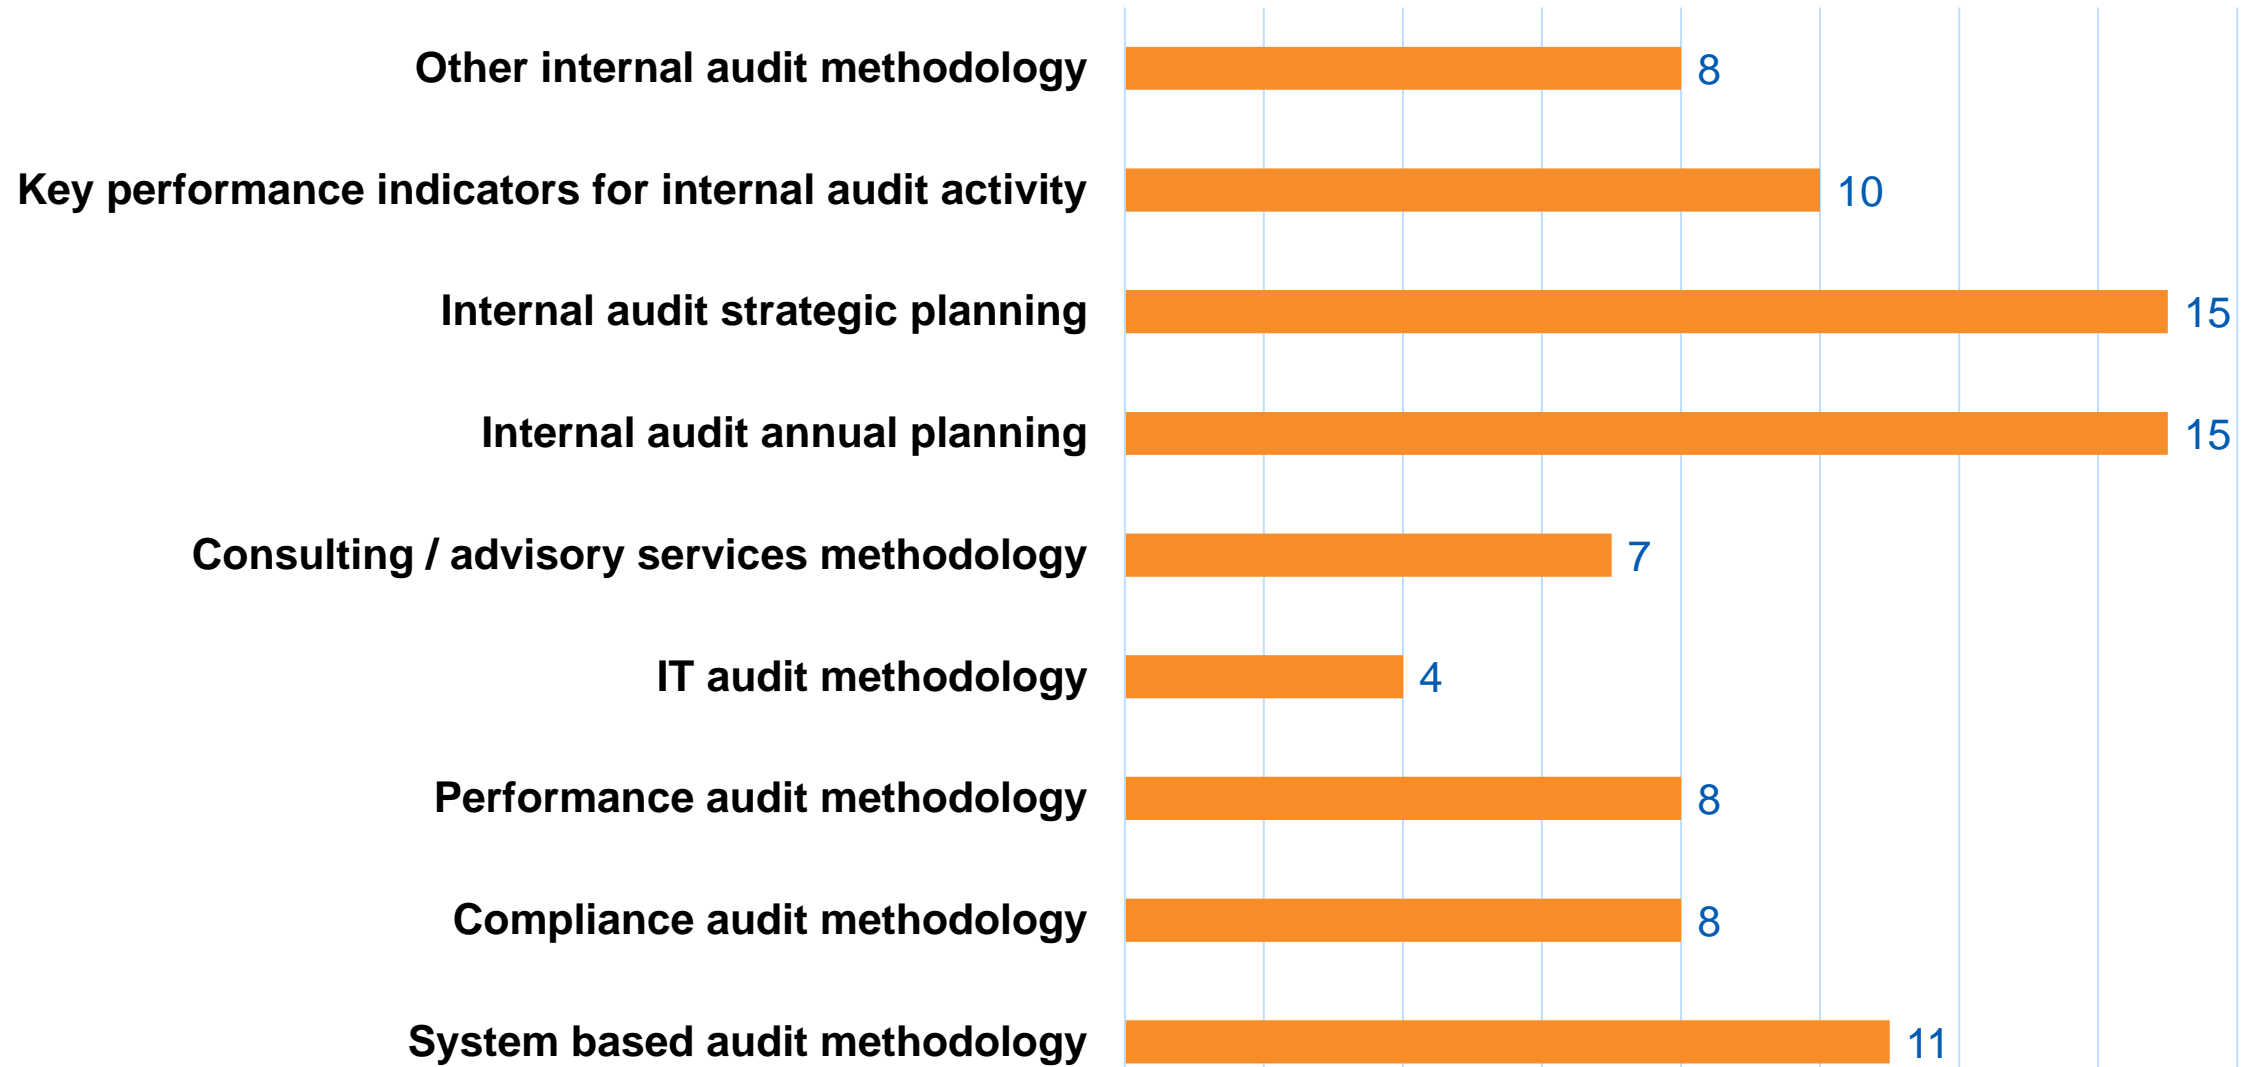 Other internal audit methodology 8
Key performance indicators for internal audit activity 10
Internal audit strategic planning 15
Internal audit annual planning 15
Consulting / advisory services methodology 7
IT audit methodology 4
Performance audit methodology 8
Compliance audit methodology 8
System based audit methodology 11